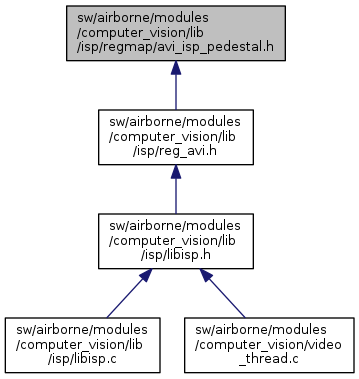 sw/airborne/modules
/computer_vision/lib
/isp/regmap/avi_isp_pedestal.h
sw/airborne/modules
/computer_vision/lib
/isp/reg_avi.h
sw/airborne/modules
/computer_vision/lib
/isp/libisp.h
sw/airborne/modules
/computer_vision/lib
/isp/libisp.c
sw/airborne/modules
/computer_vision/video
_thread.c